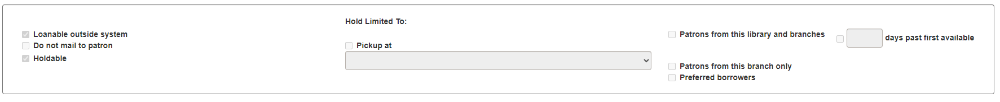 Loanable outside system
Do not mail to patron
Holdable
Hold Limited To:
Pickup at
Patrons from this library and branches
days past first available
Patrons from this branch only
Preferred borrowers